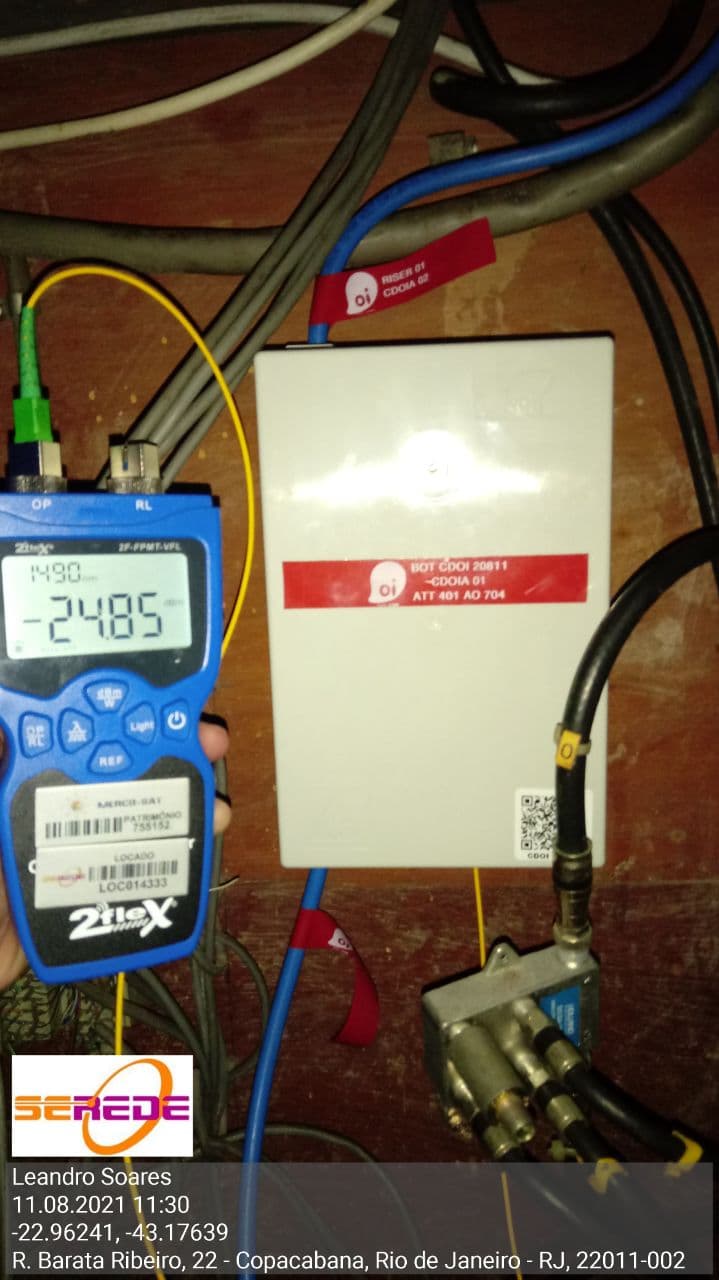 oi
RISER 01
CDOIA 02
OP
RL
2flex
2F-FPMT-VFL
1490
-24.85
dBm
W
OP
RL
λ
Light
REF
oi
BOT CDOI 20811
-CDOIA 01
ATT 401 AO 704
MERCO-SAT
PATRIMÔNIO
755152
LOCADO
LOC014333
2fleX
CDOI
oi
0
SEREDE
Leandro Soares
11.08.2021 11:30
-22.96241, -43.17639
R. Barata Ribeiro, 22 - Copacabana, Rio de Janeiro - RJ, 22011-002